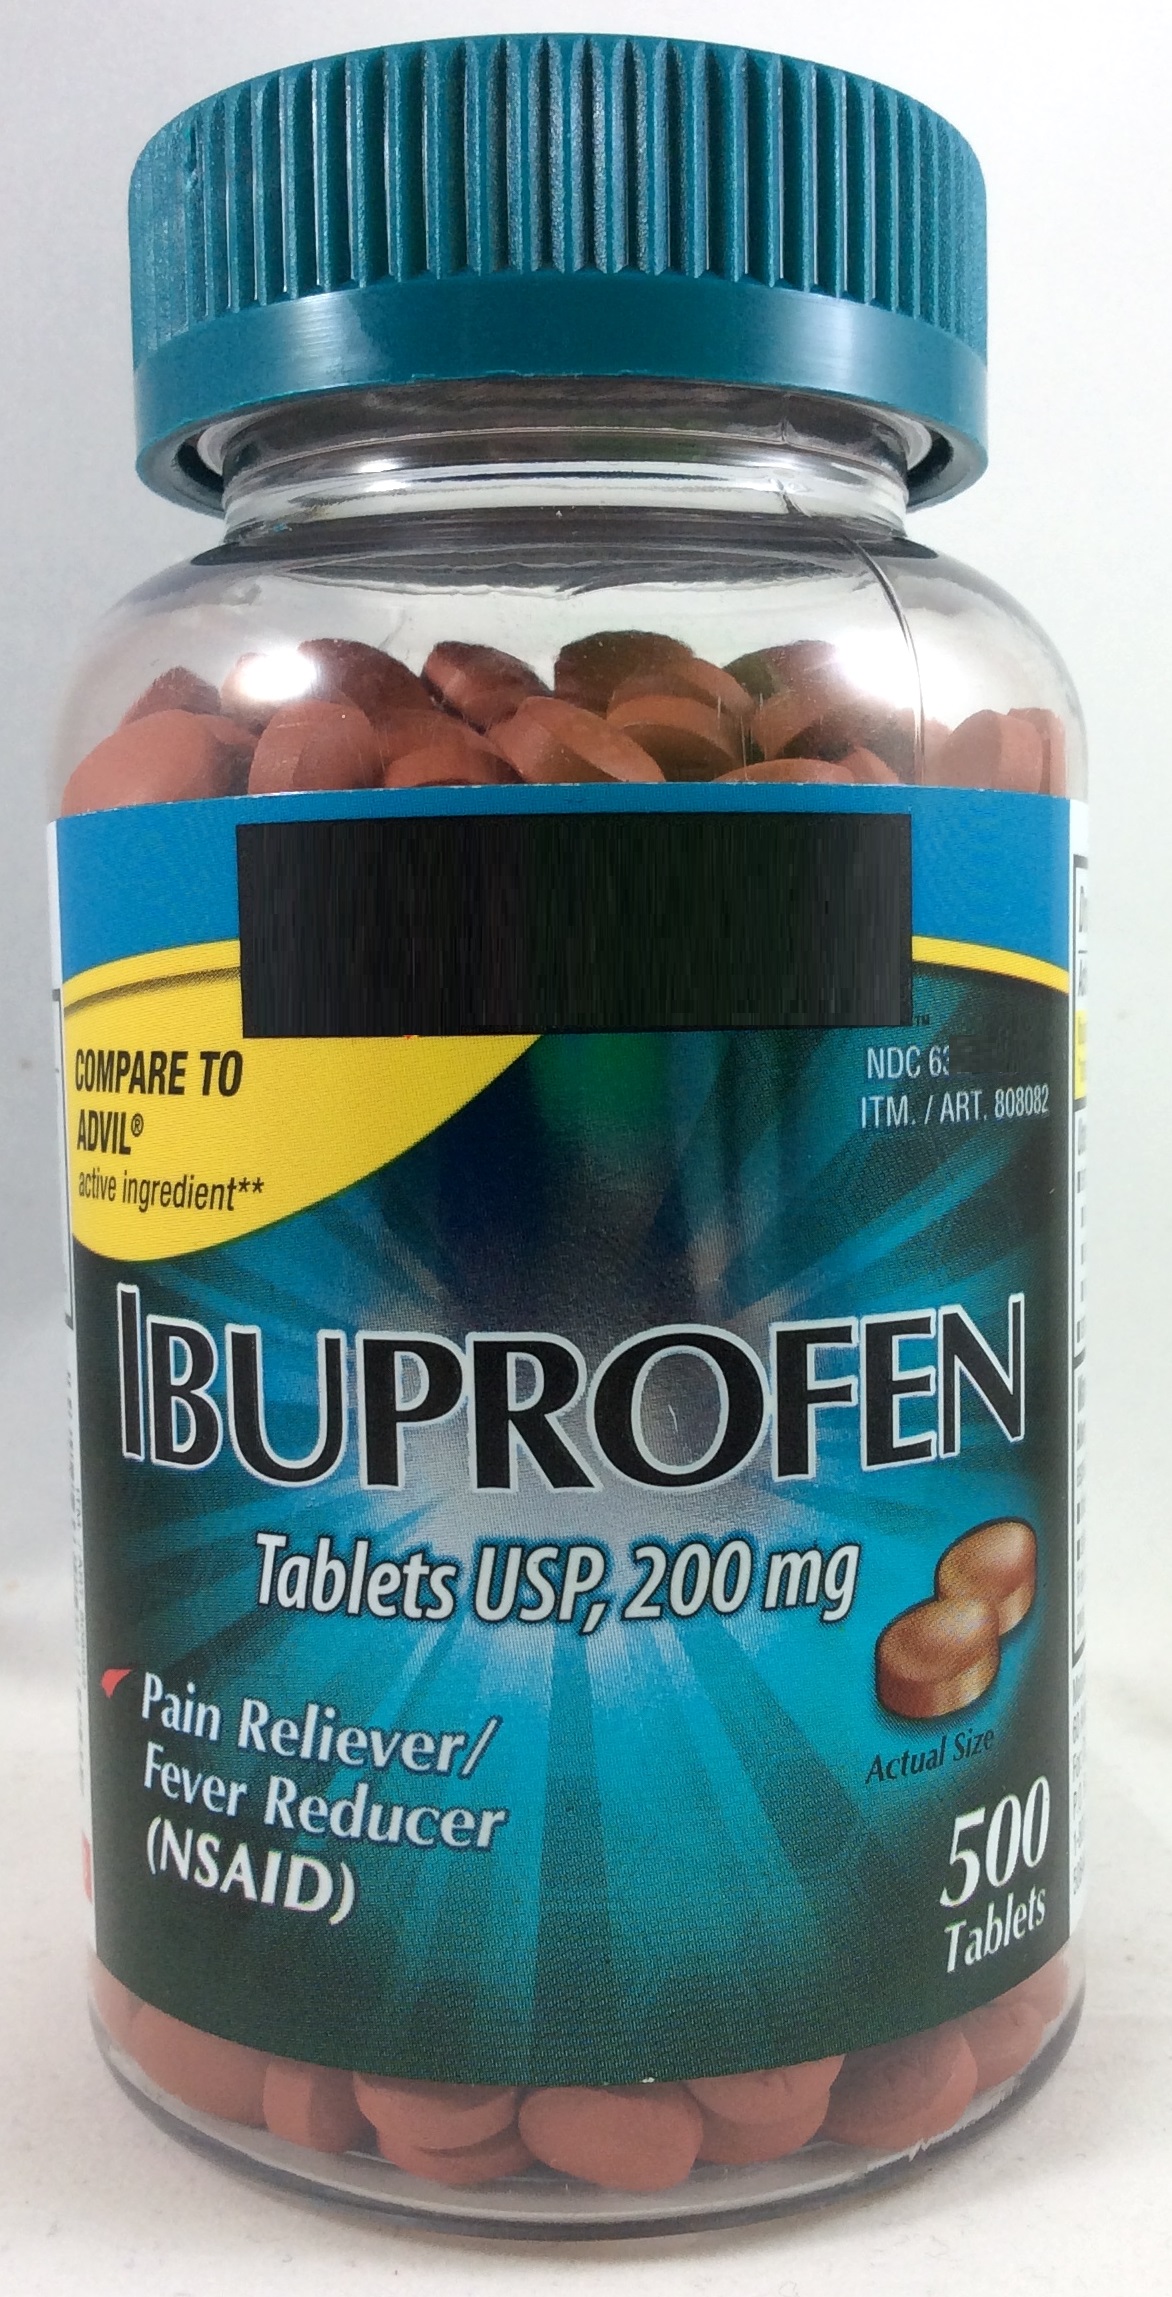 ™
COMPARE TO
ADVIL®
active ingredient**
NDC 63
ITM. / ART. 808082
IBUPROFEN
Tablets USP, 200 mg
Pain Reliever/
Fever Reducer
(NSAID)
Actual Size
500
Tablets